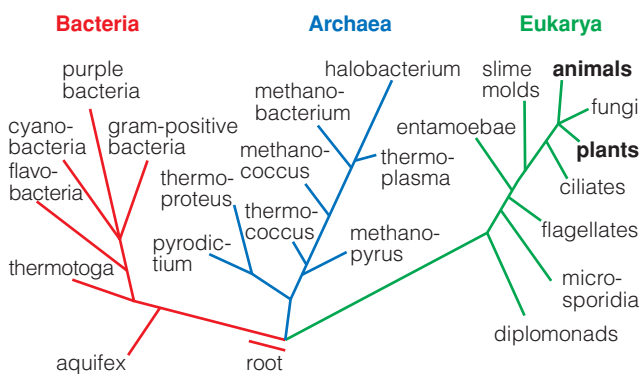 Bacteria
Archaea
Eukarya
purple
bacteria
cyano-
bacteria
gram-positive
bacteria
flavo-
bacteria
thermotoga
aquifex
root
halobacterium
methano-
bacterium
methano-
coccus
thermo-
plasma
thermo-
proteus
thermo-
coccus
pyrodic-
tium
methano-
pyrus
slime
molds
animals
fungi
entamoebae
plants
ciliates
flagellates
micro-
sporidia
diplomonads